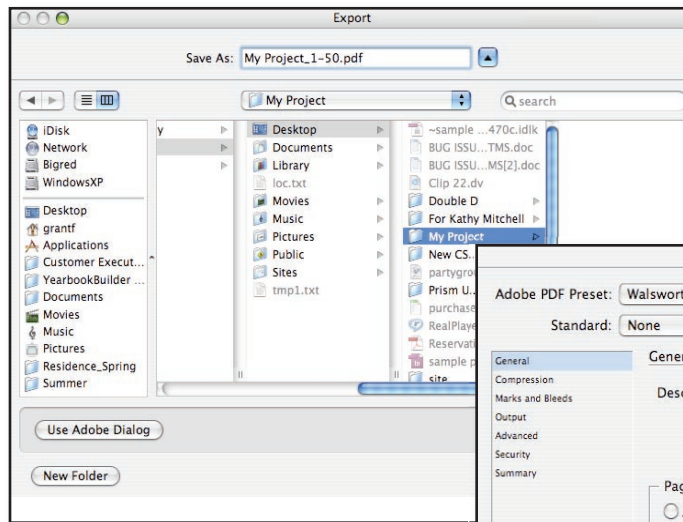 Export
Save As: My Project_1-50.pdf
My Project
search
iDisk
Network
Bigred
WindowsXP
Desktop
grantf
Applications
Customer Execut...
YearbookBuilder ...
Documents
Movies
Music
Pictures
Residence_Spring
Summer
y
Desktop
Documents
Library
loc.txt
Movies
Music
Pictures
Public
Sites
tmp1.txt
~sample ...470c.idlk
BUG ISSU...TMS.doc
BUG ISSU...MS[2].doc
Clip 22.dv
Double D
For Kathy Mitchell
My Project
New CS..
partygrou
Prism U..
purchase
RealPlaye
Reservati
sample p
site
Use Adobe Dialog
New Folder
Adobe PDF Preset: Walswort
Standard: None
General
Compression
Marks and Bleeds
Output
Advanced
Security
Summary
Gener
Desc
Pag